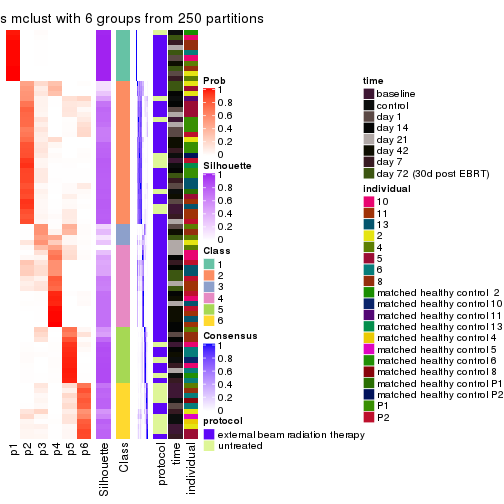 s mclust with 6 groups from 250 partitions
p1
p2
p3
p4
p5
p6
Silhouette
Class
protocol
time
individual
Prob
1
0.8
0.6
0.4
0.2
0
Silhouette
1
0.8
0.6
0.4
0.2
0
Class
1
2
3
4
5
6
Consensus
1
0.8
0.6
0.4
0.2
0
protocol
external beam radiation therapy
untreated
time
baseline
control
day 1
day 14
day 21
day 42
day 7
day 72 (30d post EBRT)
individual
10
11
13
2
4
5
6
8
matched healthy control  2
matched healthy control 10
matched healthy control 11
matched healthy control 13
matched healthy control 4
matched healthy control 5
matched healthy control 6
matched healthy control 8
matched healthy control P1
matched healthy control P2
P1
P2